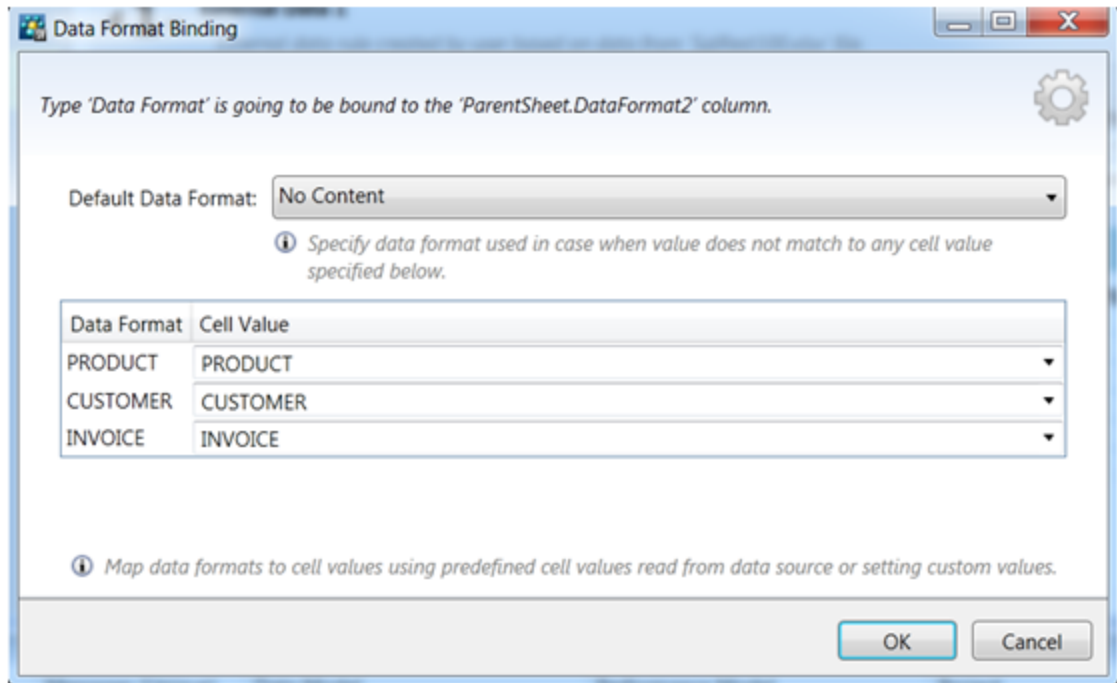 Data Format Binding
Type 'Data Format' is going to be bound to the 'ParentSheet.DataFormat2' column.
Default Data Format: No Content
Specify data format used in case when value does not match to any cell value
specified below.
Data Format Cell Value
PRODUCT PRODUCT
CUSTOMER CUSTOMER
INVOICE INVOICE
Map data formats to cell values using predefined cell values read from data source or setting custom values.
OK Cancel